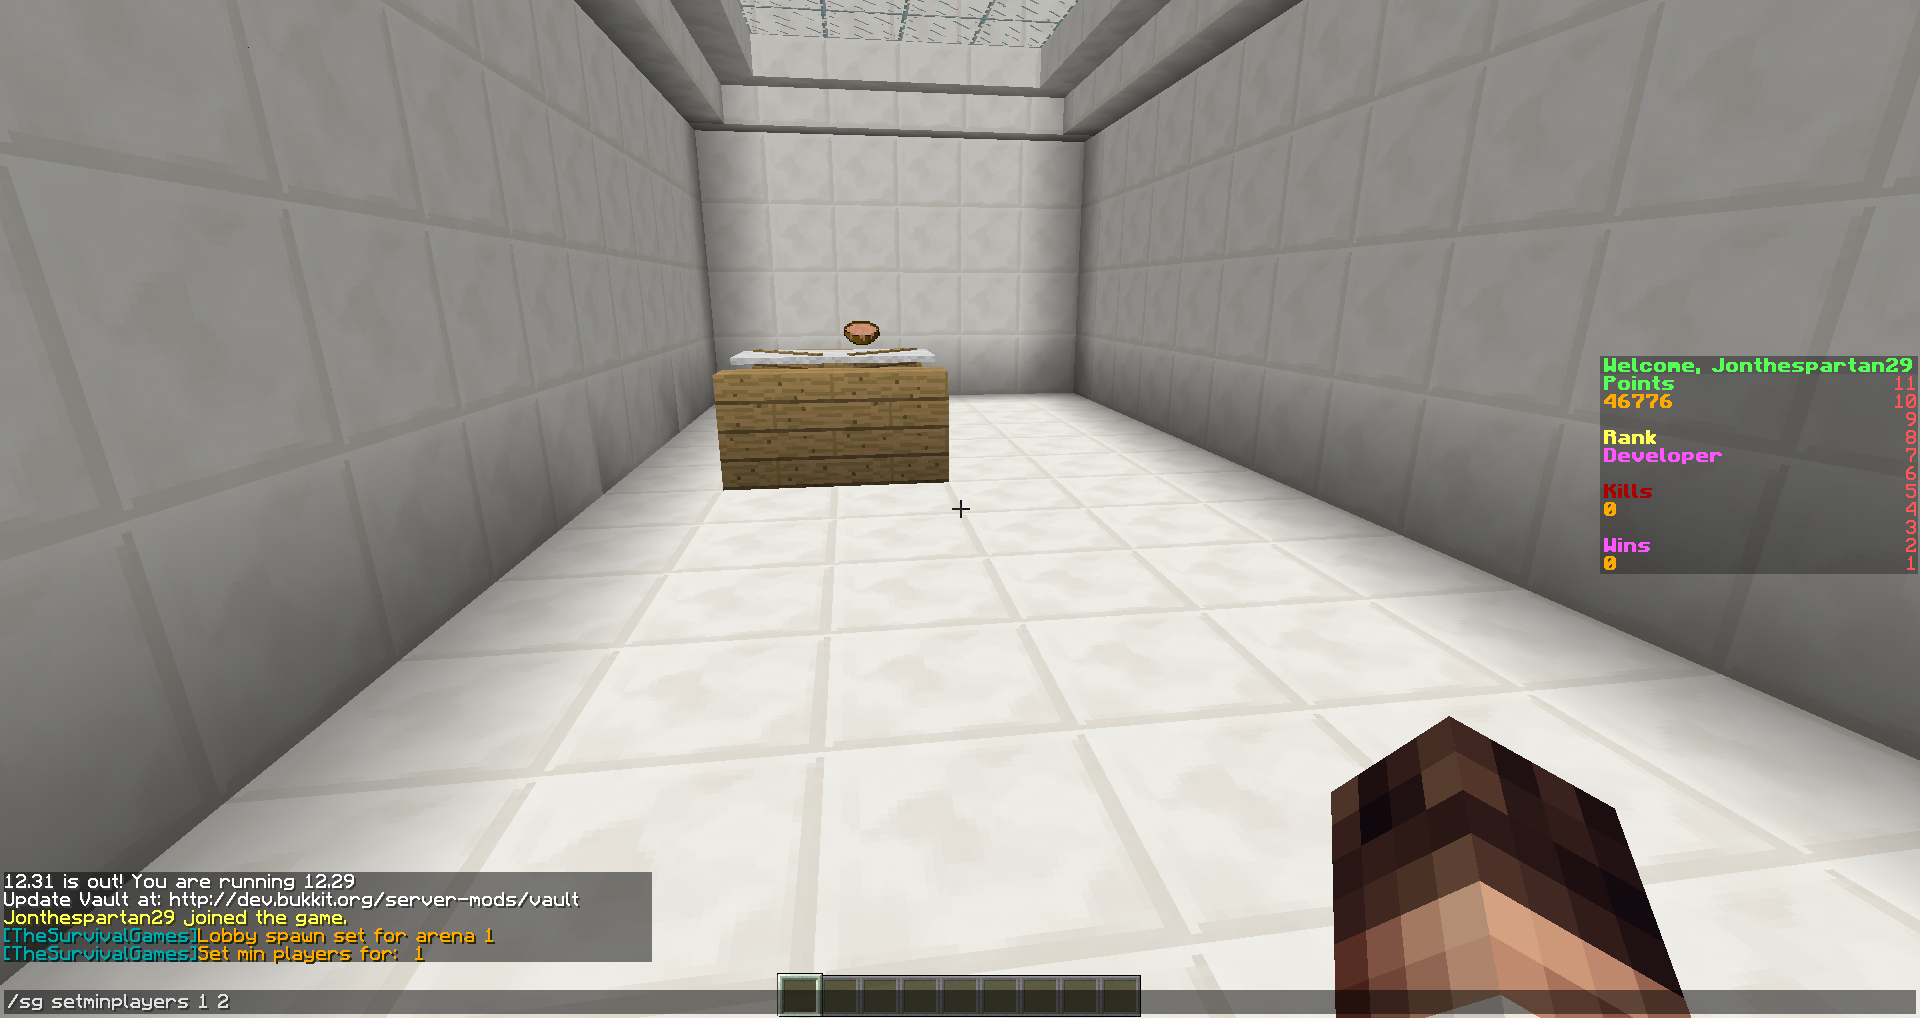 Welcome, Jonthespartan29
Points 11
46776 10
9
Rank 8
Developer 7
6
Kills 5
0 4
3
Wins 2
0 1
12.31 is out! You are running 12.29
Update Vault at: http://dev.bukkit.org/server-mods/vault
Jonthespartan29 joined the game.
[TheSurvivalGames]Lobby spawn set for arena 1
[TheSurvivalGames]Set min players for:  1
/sg setminplayers 1 2